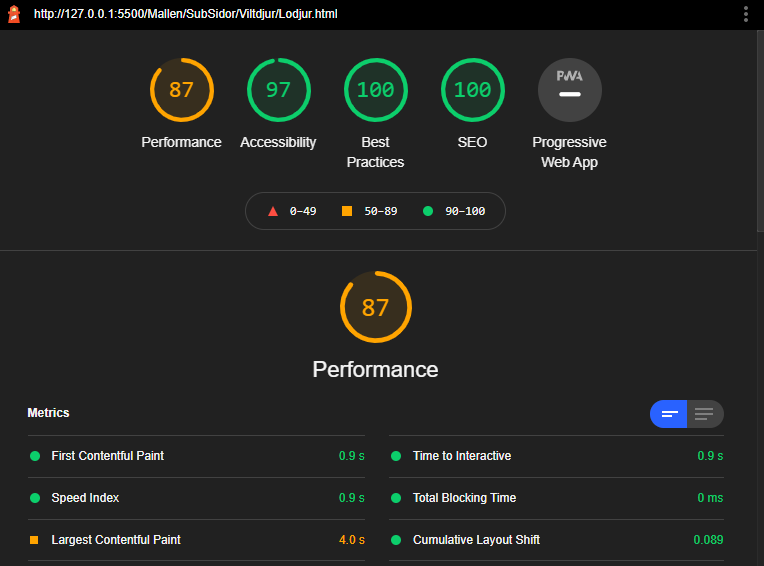 http://127.0.0.1:5500/Mallen/SubSidor/Viltdjur/Lodjur.html
87 97 100 100 PWA
Performance Accessibility Best Practices SEO Progressive Web App
0–49 50–89 90–100
87
Performance
Metrics
First Contentful Paint 0.9 s
Time to Interactive 0.9 s
Speed Index 0.9 s
Total Blocking Time 0 ms
Largest Contentful Paint 4.0 s
Cumulative Layout Shift 0.089